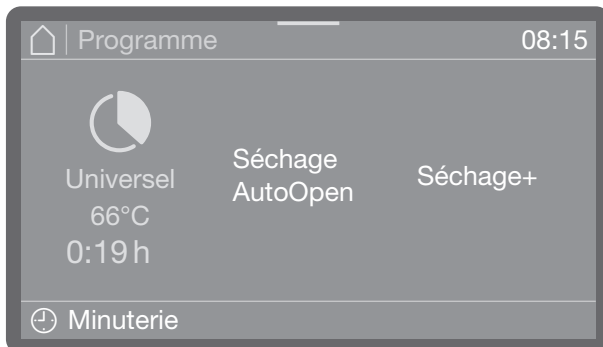 Programme 08:15
Universel
66°C
0:19 h
Séchage
AutoOpen
Séchage+
Minuterie